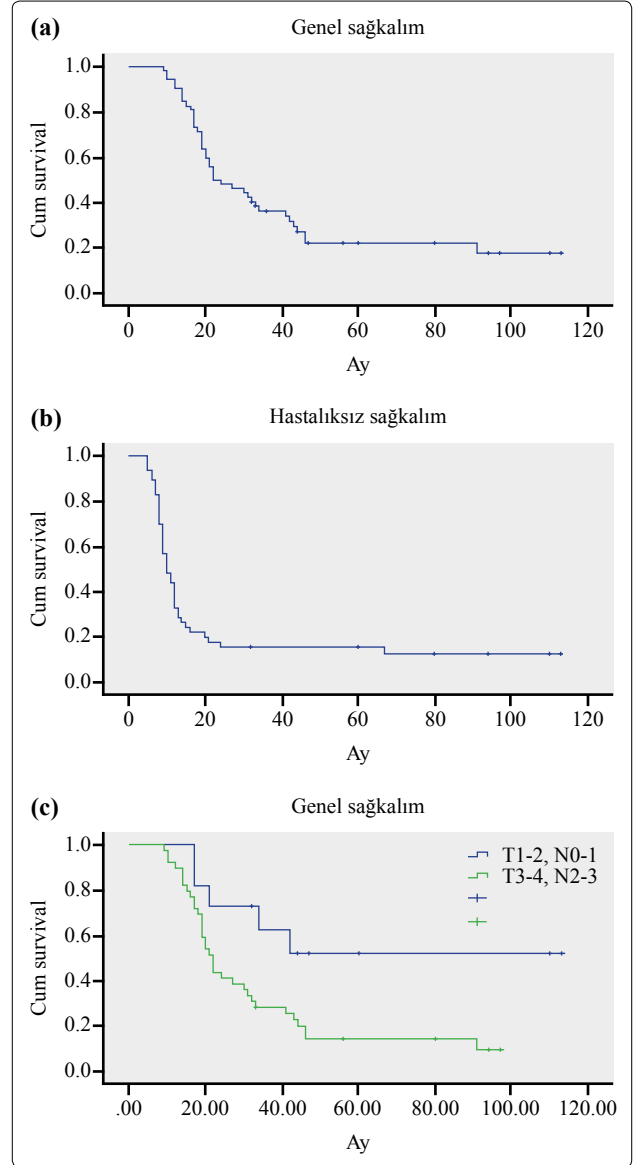 (a) Genel sağkalım
1.0
0.8
0.6
0.4
0.2
0.0
Cum survival
0 20 40 60 80 100 120
Ay
(b) Hastalıksız sağkalım
1.0
0.8
0.6
0.4
0.2
0.0
Cum survival
0 20 40 60 80 100 120
Ay
(c) Genel sağkalım
1.0
0.8
0.6
0.4
0.2
0.0
Cum survival
T1-2, N0-1
T3-4, N2-3
.00 20.00 40.00 60.00 80.00 100.00 120.00
Ay